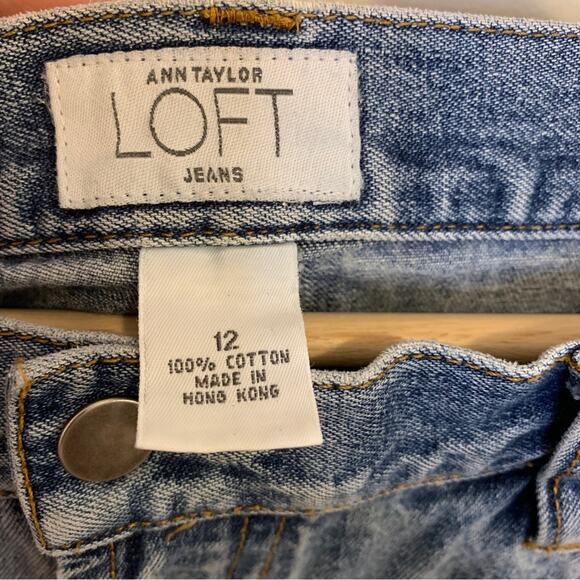 ANN TAYLOR
LOFT
JEANS
12
100% COTTON
MADE IN
HONG KONG